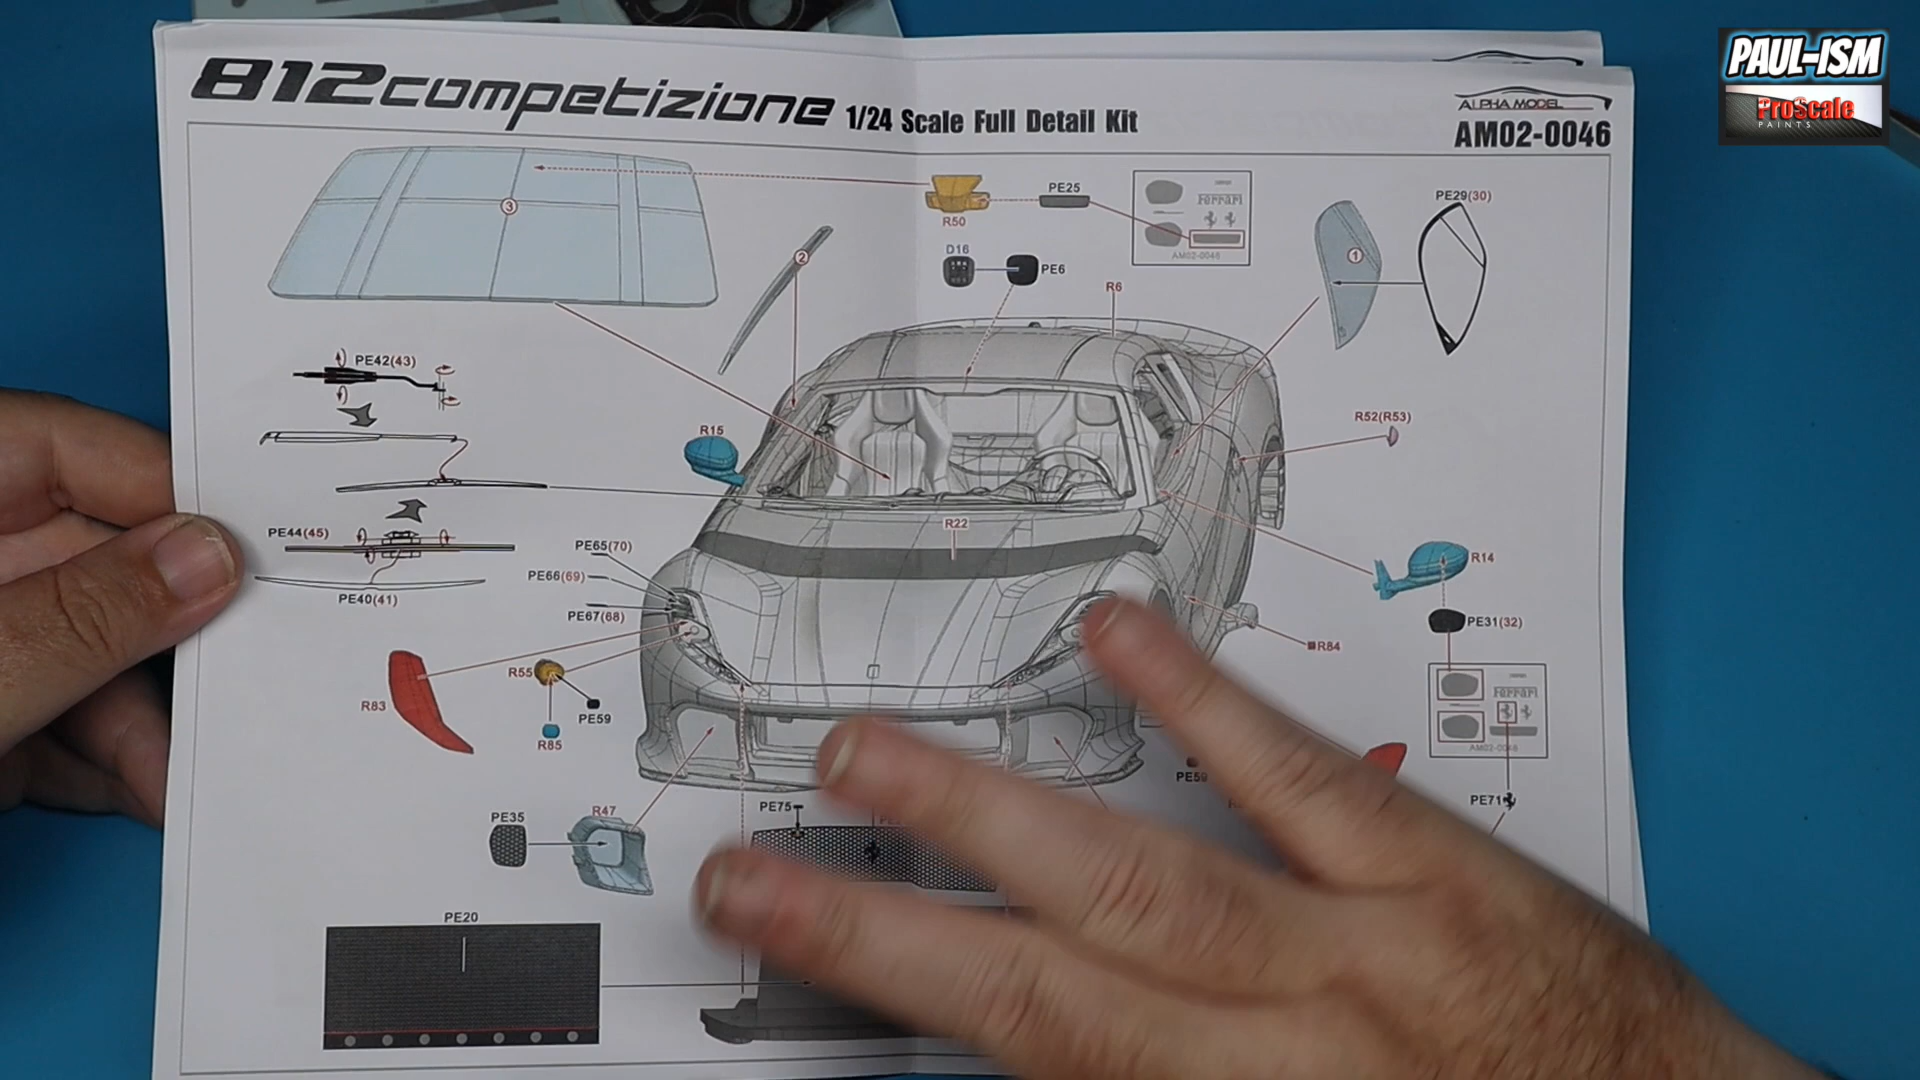 812competizione 1/24 Scale Full Detail Kit
ALPHA MODEL
AM02-0046
PAUL-ISM
ProScale
PAINTS
3
R50
PE25
Ferrari
AM02-0046
PE29(30)
1
2
D16
PE6
R6
PE42(43)
R15
R52(R53)
R22
PE44(45)
PE40(41)
PE65(70)
PE66(69)
PE67(68)
R14
PE31(32)
R84
R83
R55
PE59
R85
Ferrari
AM02-0046
PE59
PE71
PE75
PE35
R47
PE20